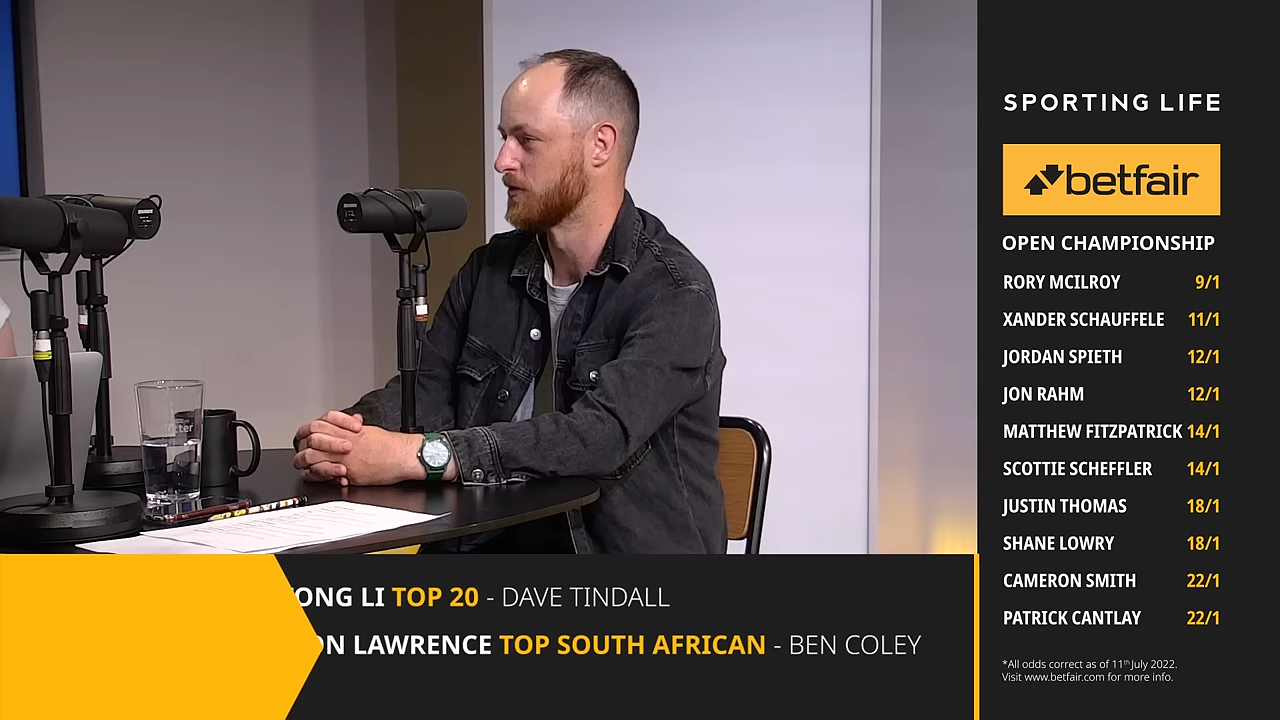 SPORTING LIFE
betfair
OPEN CHAMPIONSHIP
RORY MCILROY 9/1
XANDER SCHAUFFELE 11/1
JORDAN SPIETH 12/1
JON RAHM 12/1
MATTHEW FITZPATRICK 14/1
SCOTTIE SCHEFFLER 14/1
JUSTIN THOMAS 18/1
SHANE LOWRY 18/1
CAMERON SMITH 22/1
PATRICK CANTLAY 22/1
*All odds correct as of 11th July 2022.
Visit www.betfair.com for more info.
ONG LI TOP 20 - DAVE TINDALL
ON LAWRENCE TOP SOUTH AFRICAN - BEN COLEY